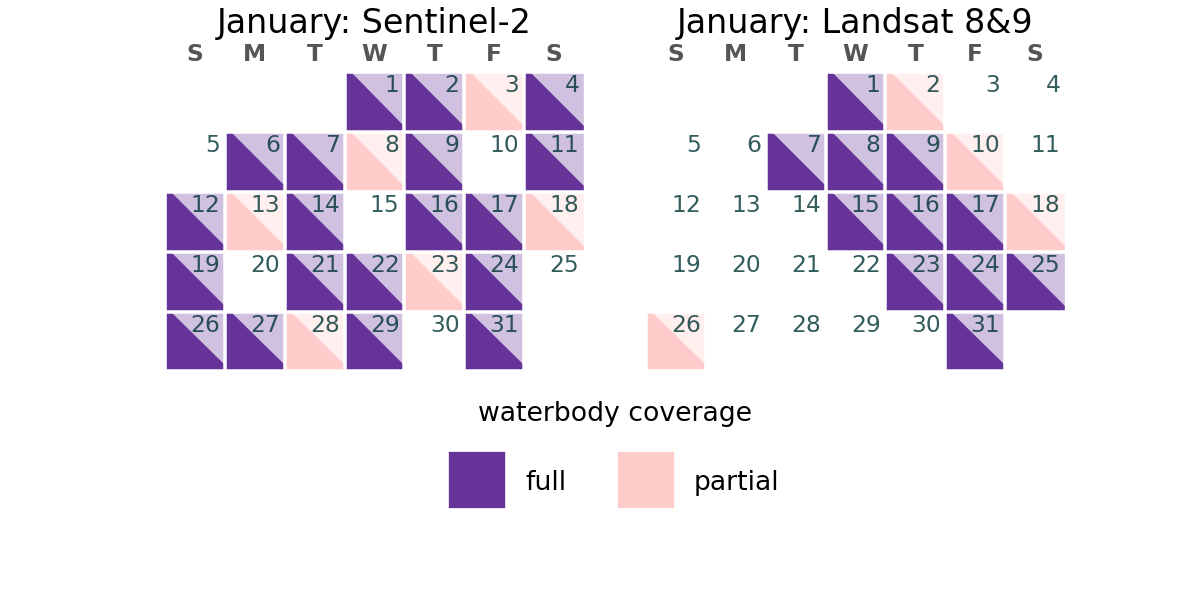 January: Sentinel-2
S M T W T F S
1 2 3 4
5 6 7 8 9 10 11
12 13 14 15 16 17 18
19 20 21 22 23 24 25
26 27 28 29 30 31
January: Landsat 8&9
S M T W T F S
1 2 3 4
5 6 7 8 9 10 11
12 13 14 15 16 17 18
19 20 21 22 23 24 25
26 27 28 29 30 31
waterbody coverage
full partial